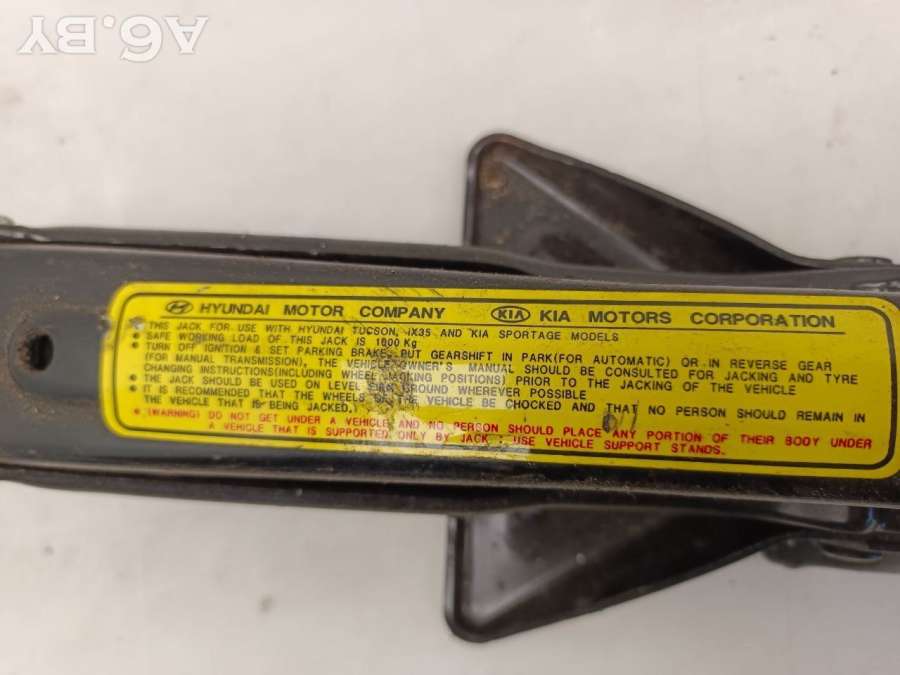 A6.BY
HYUNDAI MOTOR COMPANY KIA KIA MOTORS CORPORATION
● THIS JACK FOR USE WITH HYUNDAI TUCSON, IX35 AND KIA SPORTAGE MODELS
● SAFE WORKING LOAD OF THIS JACK IS 1000 Kg
● TURN OFF IGNITION & SET PARKING BRAKE, PUT GEARSHIFT IN PARK(FOR AUTOMATIC) OR IN REVERSE GEAR
(FOR MANUAL TRANSMISSION), THE VEHICLE OWNER'S MANUAL SHOULD BE CONSULTED FOR JACKING AND TYRE
CHANGING INSTRUCTIONS(INCLUDING WHEEL JACKING POSITIONS) PRIOR TO THE JACKING OF THE VEHICLE
● THE JACK SHOULD BE USED ON LEVEL FIRM GROUND WHEREVER POSSIBLE
● IT IS RECOMMENDED THAT THE WHEELS OF THE VEHICLE BE CHOCKED AND THAT NO PERSON SHOULD REMAIN IN
THE VEHICLE THAT IS BEING JACKED,
● (WARNING) DO NOT GET UNDER A VEHICLE AND NO PERSON SHOULD PLACE ANY PORTION OF THEIR BODY UNDER
A VEHICLE THAT IS SUPPORTED ONLY BY JACK : USE VEHICLE SUPPORT STANDS.